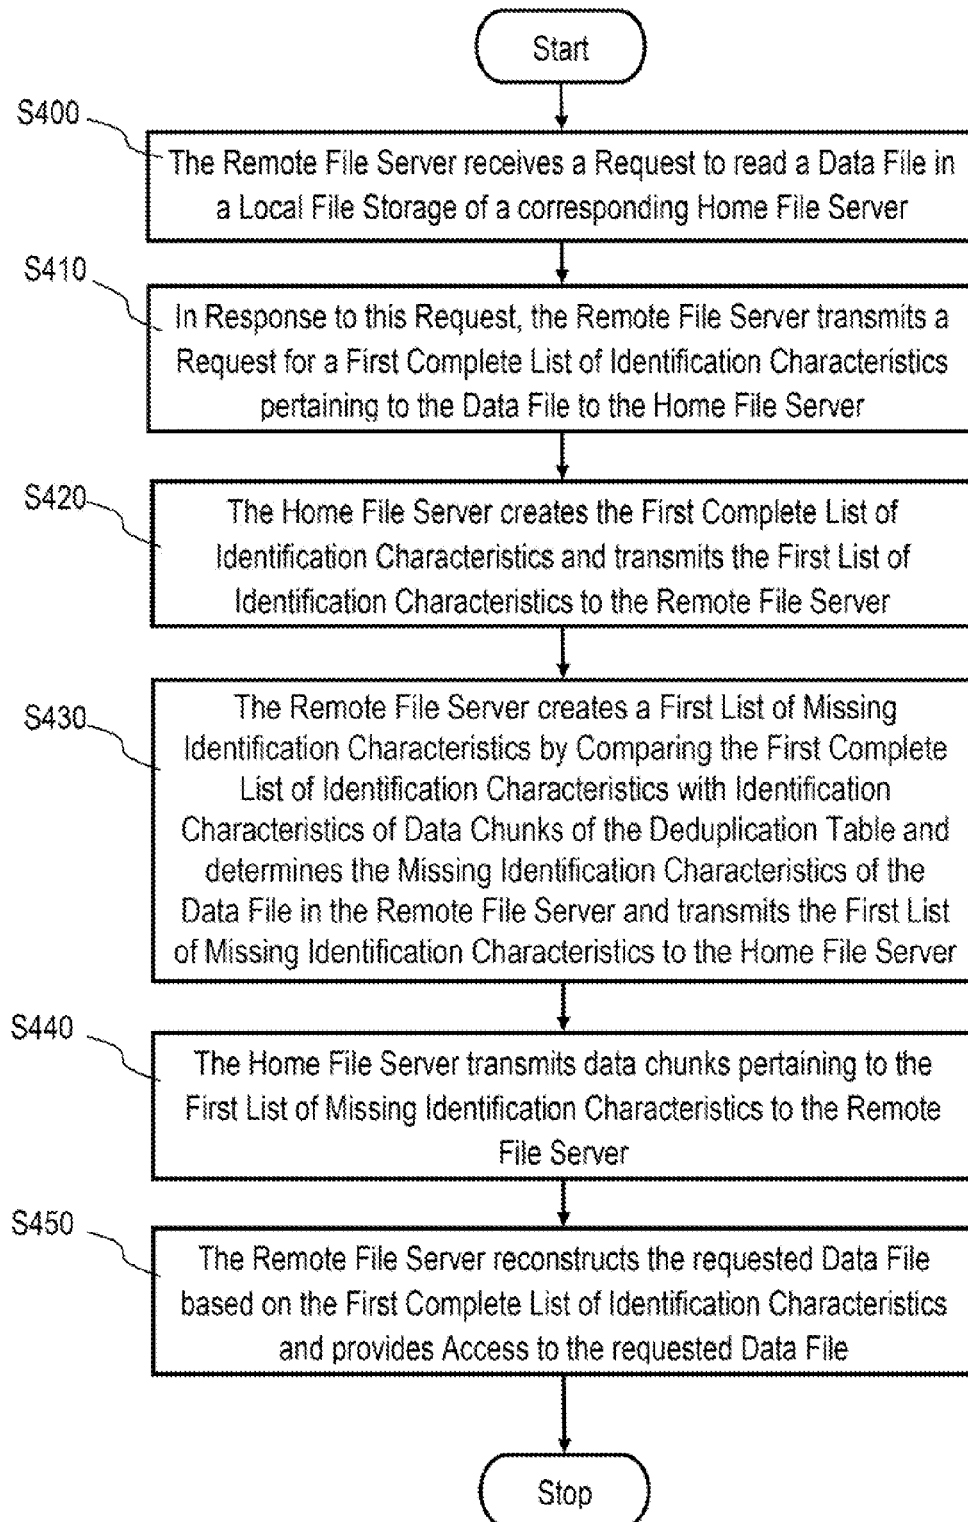 Start
S400
The Remote File Server receives a Request to read a Data File in
a Local File Storage of a corresponding Home File Server
S410
In Response to this Request, the Remote File Server transmits a
Request for a First Complete List of Identification Characteristics
pertaining to the Data File to the Home File Server
S420
The Home File Server creates the First Complete List of
Identification Characteristics and transmits the First List of
Identification Characteristics to the Remote File Server
S430
The Remote File Server creates a First List of Missing
Identification Characteristics by Comparing the First Complete
List of Identification Characteristics with Identification
Characteristics of Data Chunks of the Deduplication Table and
determines the Missing Identification Characteristics of the
Data File in the Remote File Server and transmits the First List
of Missing Identification Characteristics to the Home File Server
S440
The Home File Server transmits data chunks pertaining to the
First List of Missing Identification Characteristics to the Remote
File Server
S450
The Remote File Server reconstructs the requested Data File
based on the First Complete List of Identification Characteristics
and provides Access to the requested Data File
Stop